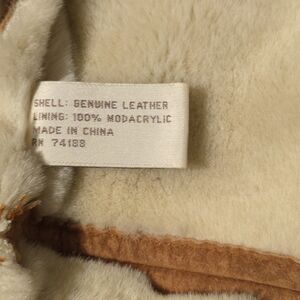 SHELL: GENUINE LEATHER
LINING: 100% MODACRYLIC
MADE IN CHINA
RN 74188